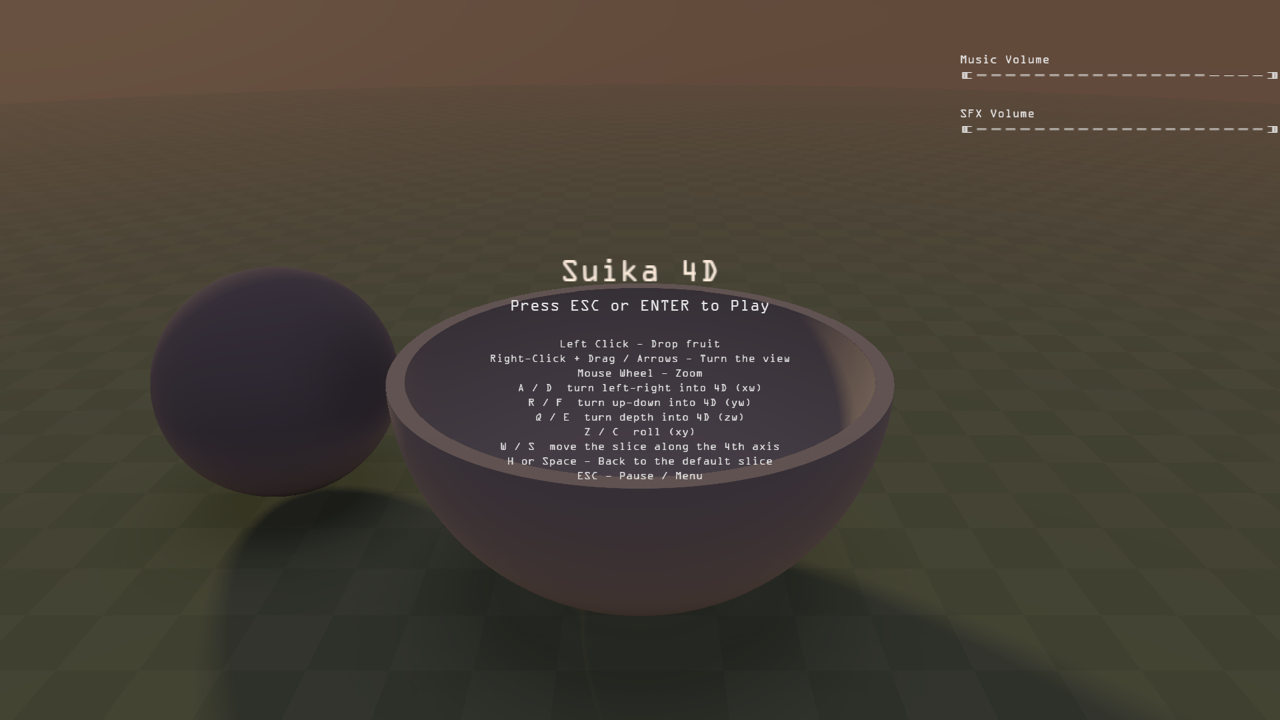 Music Volume
SFX Volume
Suika 4D
Press ESC or ENTER to Play
Left Click - Drop fruit
Right-Click + Drag / Arrows - Turn the view
Mouse Wheel - Zoom
A / D  turn left-right into 4D (xw)
R / F  turn up-down into 4D (yw)
Q / E  turn depth into 4D (zw)
Z / C  roll (xy)
W / S  move the slice along the 4th axis
H or Space - Back to the default slice
ESC - Pause / Menu